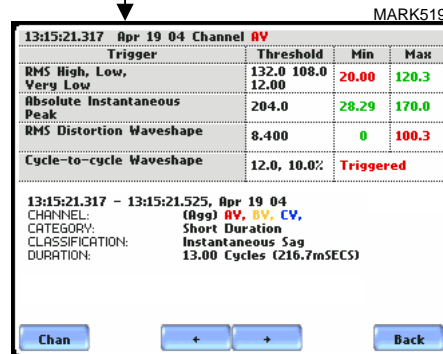 MARK519
13:15:21.317 Apr 19 04 Channel AV
Trigger Threshold Min Max
RMS High, Low, Very Low 132.0 108.0 12.00 20.00 120.3
Absolute Instantaneous Peak 204.0 28.29 170.0
RMS Distortion Waveshape 8.400 0 100.3
Cycle-to-cycle Waveshape 12.0, 10.0% Triggered
13:15:21.317 - 13:15:21.525, Apr 19 04
CHANNEL: (Agg) AV, BV, CV,
CATEGORY: Short Duration
CLASSIFICATION: Instantaneous Sag
DURATION: 13.00 Cycles (216.7mSECS)
Chan ← → Back